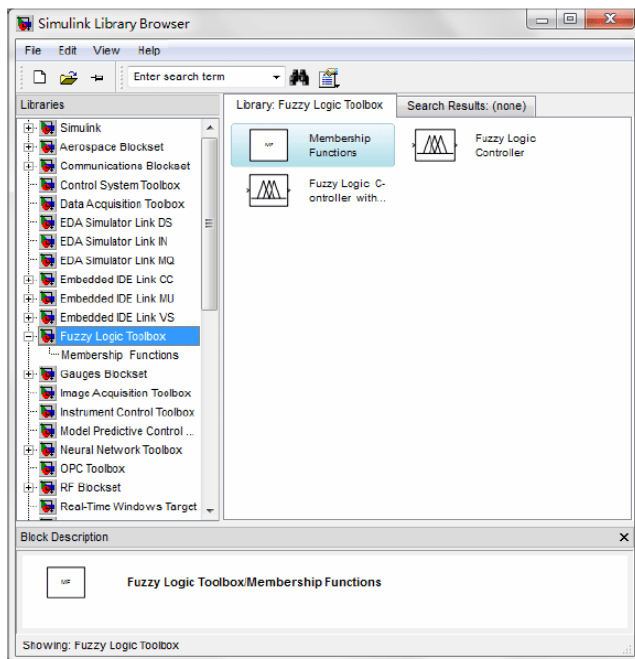 Simulink Library Browser
File Edit View Help
Enter search term
Libraries
Library: Fuzzy Logic Toolbox
Search Results: (none)
Simulink
Aerospace Blockset
Communications Blockset
Control System Toolbox
Data Acquisition Toolbox
EDA Simulator Link DS
EDA Simulator Link IN
EDA Simulator Link MQ
Embedded IDE Link CC
Embedded IDE Link MU
Embedded IDE Link VS
Fuzzy Logic Toolbox
Membership Functions
Gauges Blockset
Image Acquisition Toolbox
Instrument Control Toolbox
Model Predictive Control ...
Neural Network Toolbox
OPC Toolbox
RF Blockset
Real-Time Windows Target
MF
Membership
Functions
Fuzzy Logic
Controller
Fuzzy Logic C-
ontroller with...
Block Description
MF
Fuzzy Logic Toolbox/Membership Functions
Showing: Fuzzy Logic Toolbox